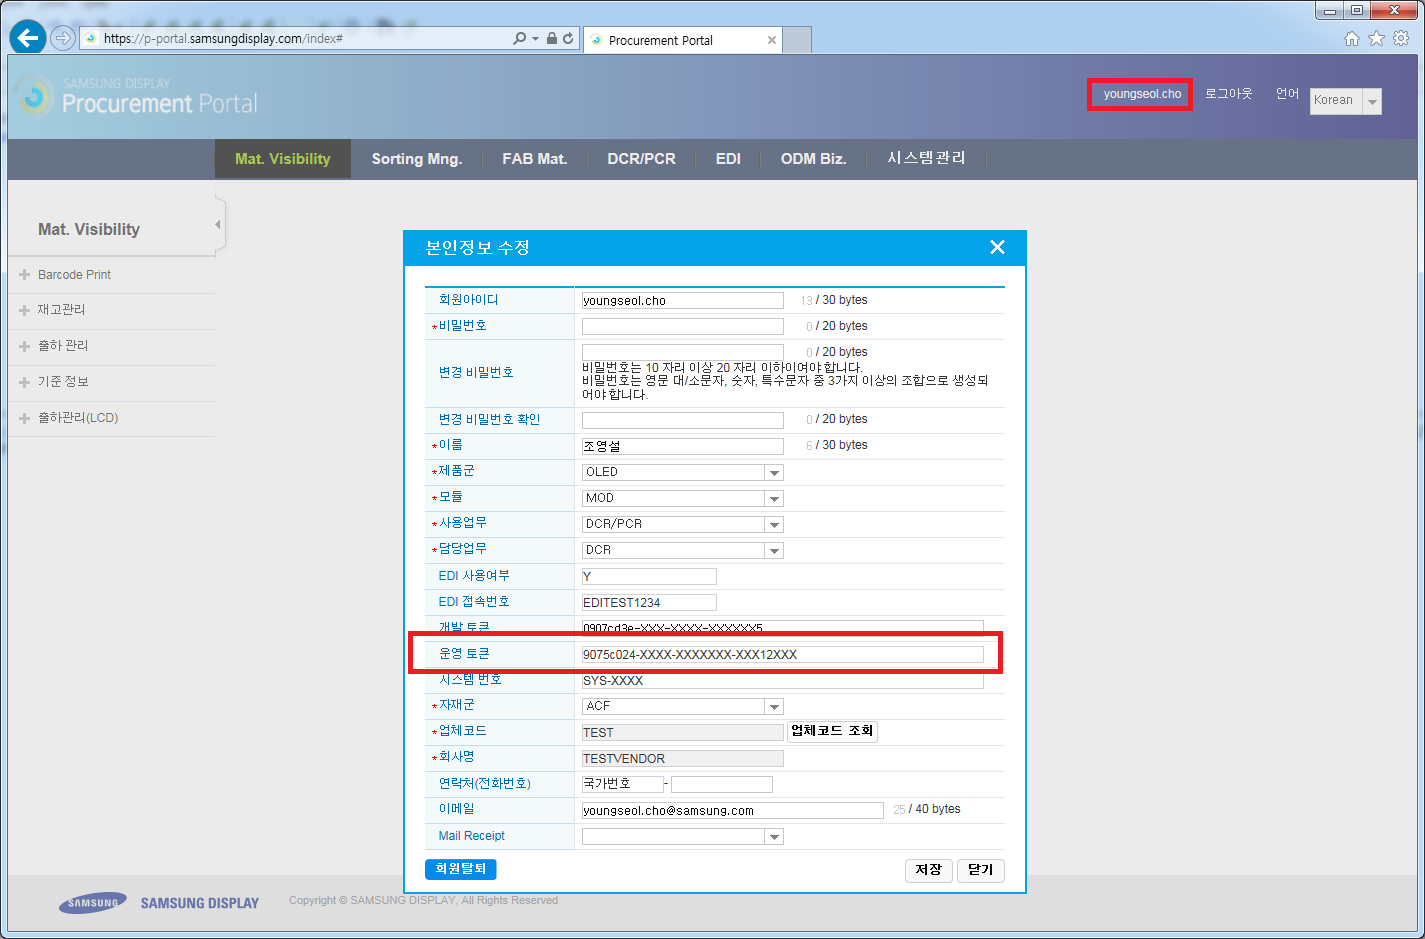 https://p-portal.samsungdisplay.com/index#
Procurement Portal
SAMSUNG DISPLAY
Procurement Portal
youngseol.cho
로그아웃
언어
Korean
Mat. Visibility
Sorting Mng.
FAB Mat.
DCR/PCR
EDI
ODM Biz.
시스템관리
Mat. Visibility
Barcode Print
재고관리
출하 관리
기준 정보
출하관리(LCD)
본인정보 수정
회원아이디 youngseol.cho 13 / 30 bytes
*비밀번호 0 / 20 bytes
변경 비밀번호 0 / 20 bytes
비밀번호는 10 자리 이상 20 자리 이하이여야 합니다.
비밀번호는 영문 대/소문자, 숫자, 특수문자 중 3가지 이상의 조합으로 생성되
어야 합니다.
변경 비밀번호 확인 0 / 20 bytes
*이름 조영설 6 / 30 bytes
*제품군 OLED
*모듈 MOD
*사용업무 DCR/PCR
*담당업무 DCR
EDI 사용여부 Y
EDI 접속번호 EDITEST1234
개발 토큰 0907cd3e-XXX-XXXX-XXXXXX5
운영 토큰 9075c024-XXXX-XXXXXXX-XXX12XXX
시스템 번호 SYS-XXXX
*자재군 ACF
*업체코드 TEST 업체코드 조회
*회사명 TESTVENDOR
연락처(전화번호) 국가번호 -
이메일 youngseol.cho@samsung.com 25 / 40 bytes
Mail Receipt
회원탈퇴
저장
닫기
SAMSUNG
SAMSUNG DISPLAY
Copyright © SAMSUNG DISPLAY, All Rights Reserved